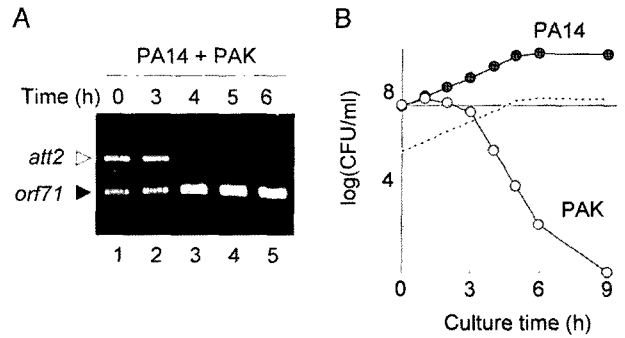 A
PA14 + PAK
Time (h) 0 3 4 5 6
att2
orf71
1 2 3 4 5
B
PA14
8
4
log(CFU/ml)
PAK
0 3 6 9
Culture time (h)